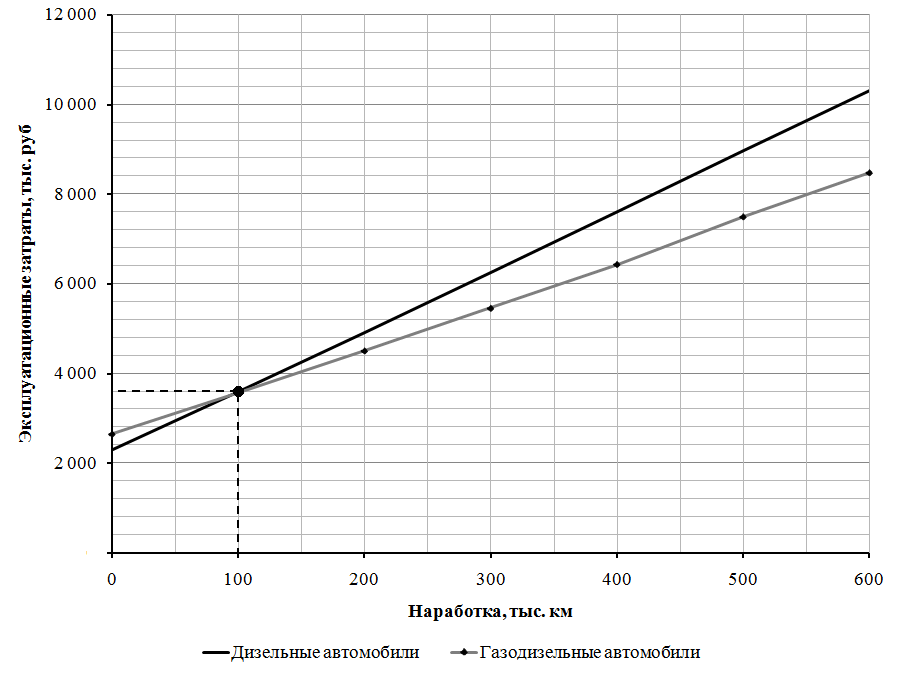 12 000
10 000
8 000
6 000
4 000
2 000
Эксплуатационные затраты, тыс. руб
0 100 200 300 400 500 600
Наработка, тыс. км
Дизельные автомобили Газодизельные автомобили